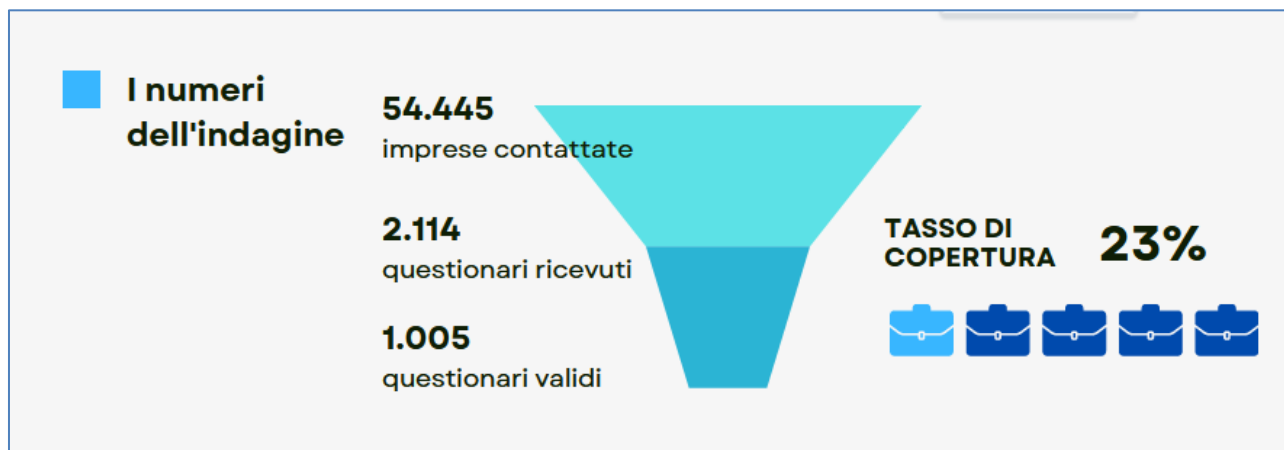 I numeri
dell'indagine
54.445
imprese contattate
2.114
questionari ricevuti
1.005
questionari validi
TASSO DI
COPERTURA
23%